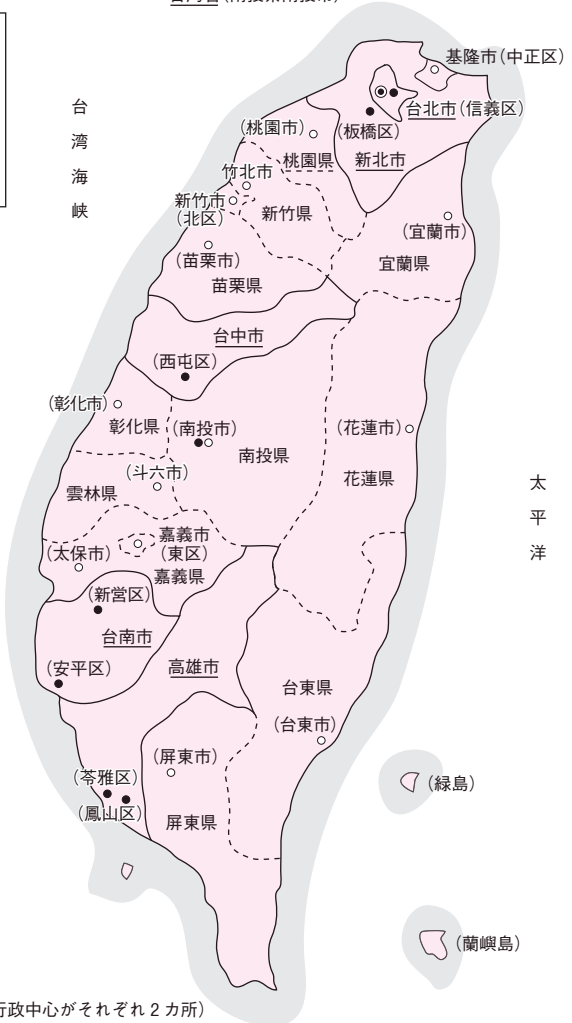 台
湾
海
峡
基隆市(中正区)
台北市(信義区)
(板橋区)
新北市
(桃園市)
桃園県
竹北市
新竹市
(北区)
新竹県
(宜蘭市)
宜蘭県
(苗栗市)
苗栗県
台中市
(西屯区)
(彰化市)
彰化県
(南投市)
南投県
(花蓮市)
花蓮県
(斗六市)
雲林県
太
平
洋
嘉義市
(東区)
(太保市)
嘉義県
(新営区)
台南市
(安平区)
高雄市
台東県
(台東市)
(屏東市)
屏東県
(苓雅区)
(鳳山区)
(緑島)
(蘭嶼島)
行政中心がそれぞれ2カ所)